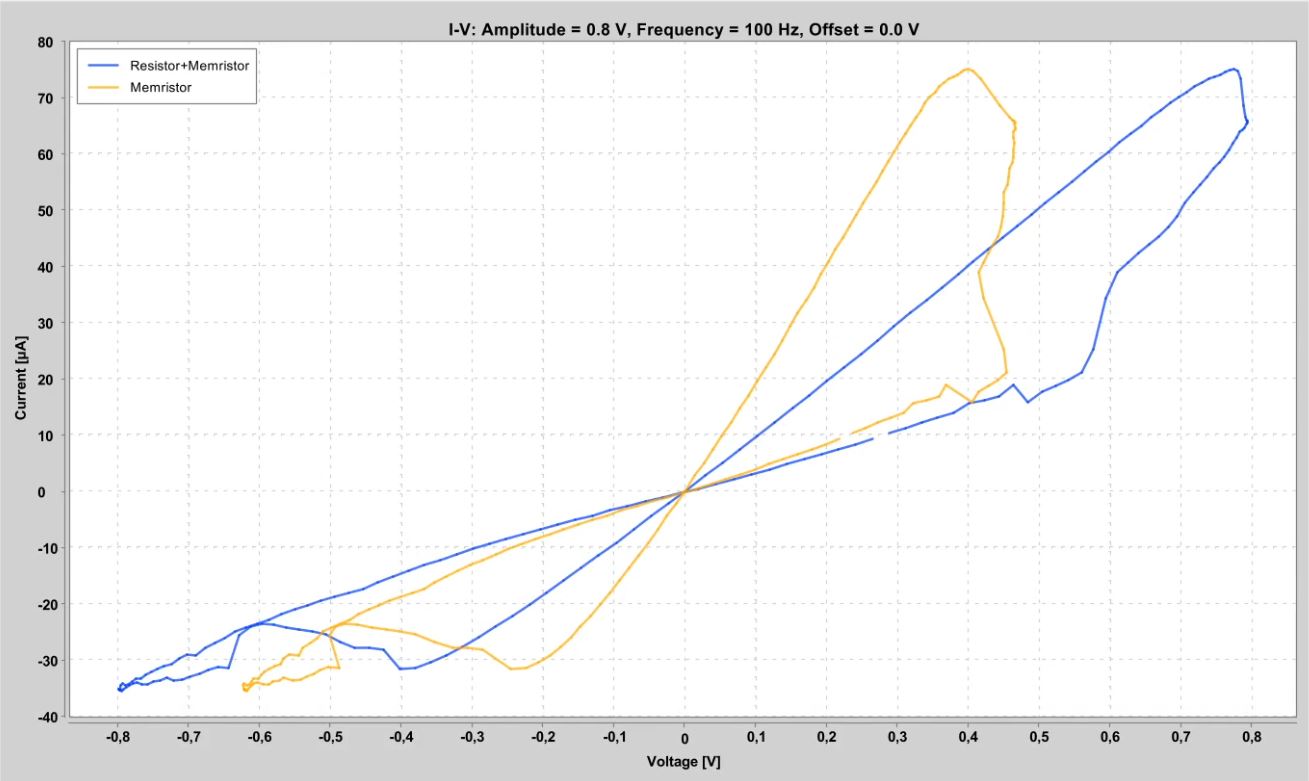 I-V: Amplitude = 0.8 V, Frequency = 100 Hz, Offset = 0.0 V
Resistor+Memristor
Memristor
80
70
60
50
40
30
20
10
0
-10
-20
-30
-40
Current [µA]
-0,8 -0,7 -0,6 -0,5 -0,4 -0,3 -0,2 -0,1 0 0,1 0,2 0,3 0,4 0,5 0,6 0,7 0,8
Voltage [V]